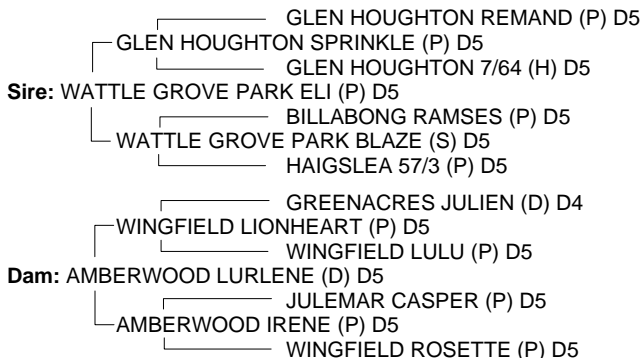 GLEN HOUGHTON REMAND (P) D5
GLEN HOUGHTON SPRINKLE (P) D5
GLEN HOUGHTON 7/64 (H) D5
Sire: WATTLE GROVE PARK ELI (P) D5
BILLABONG RAMSES (P) D5
WATTLE GROVE PARK BLAZE (S) D5
HAIGSLEA 57/3 (P) D5
GREENACRES JULIEN (D) D4
WINGFIELD LIONHEART (P) D5
WINGFIELD LULU (P) D5
Dam: AMBERWOOD LURLENE (D) D5
JULEMAR CASPER (P) D5
AMBERWOOD IRENE (P) D5
WINGFIELD ROSETTE (P) D5